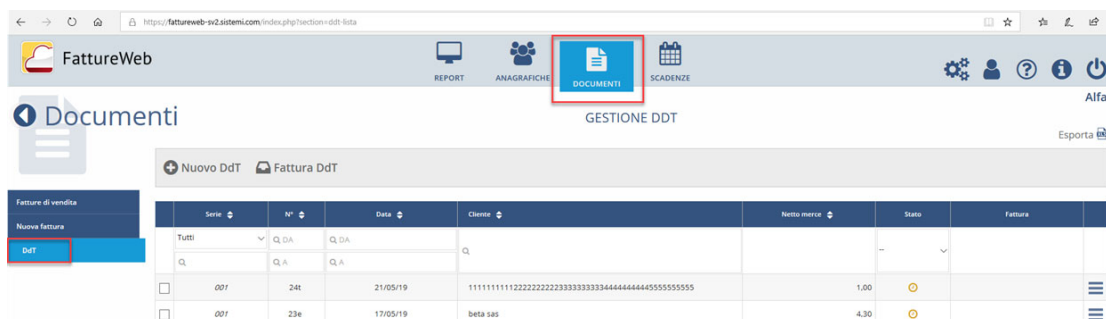 https://fattureweb-sv2.sistemi.com/index.php?section=ddt-lista
FattureWeb
REPORT ANAGRAFICHE DOCUMENTI SCADENZE
Alfa
Documenti
GESTIONE DDT
Esporta
Nuovo DdT Fattura DdT
Fatture di vendita
Nuova fattura
DdT
Serie N° Data Cliente Netto merce Stato Fattura
Tutti DA DA
--
A A
001 24t 21/05/19 1,00
001 23e 17/05/19 beta sas 4,30